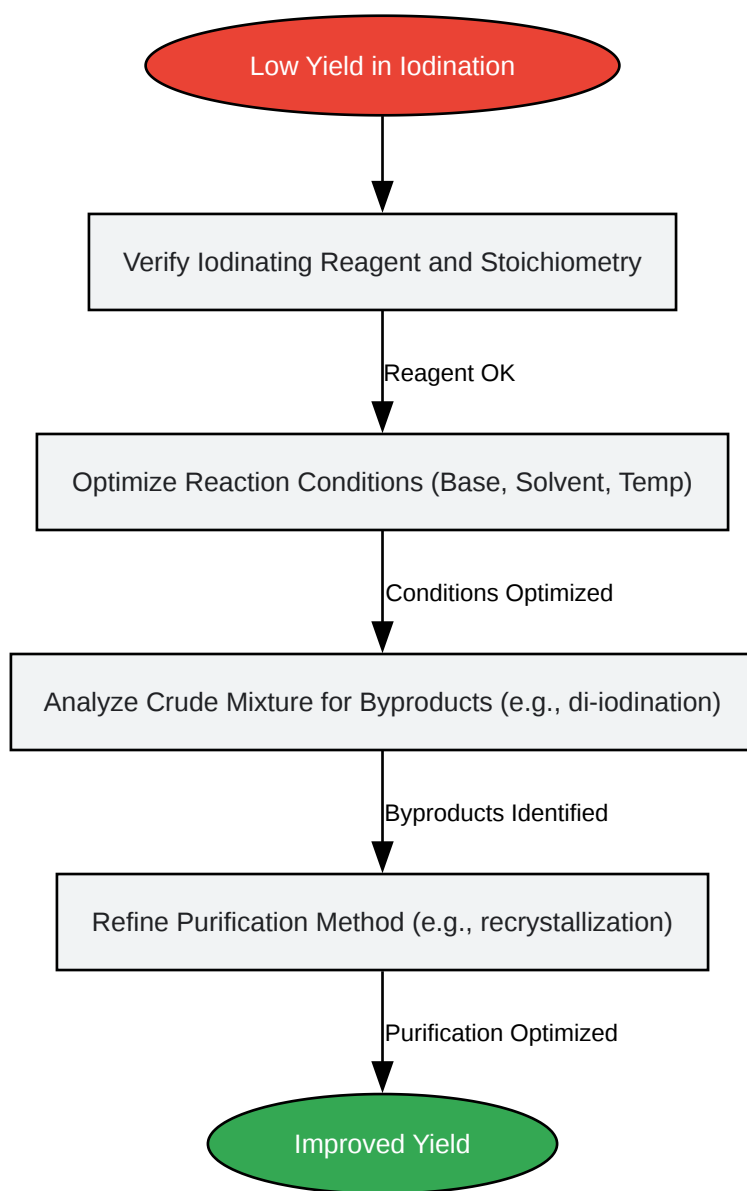 Low Yield in Iodination
Verify Iodinating Reagent and Stoichiometry
Reagent OK
Optimize Reaction Conditions (Base, Solvent, Temp)
Conditions Optimized
Analyze Crude Mixture for Byproducts (e.g., di-iodination)
Byproducts Identified
Refine Purification Method (e.g., recrystallization)
Purification Optimized
Improved Yield